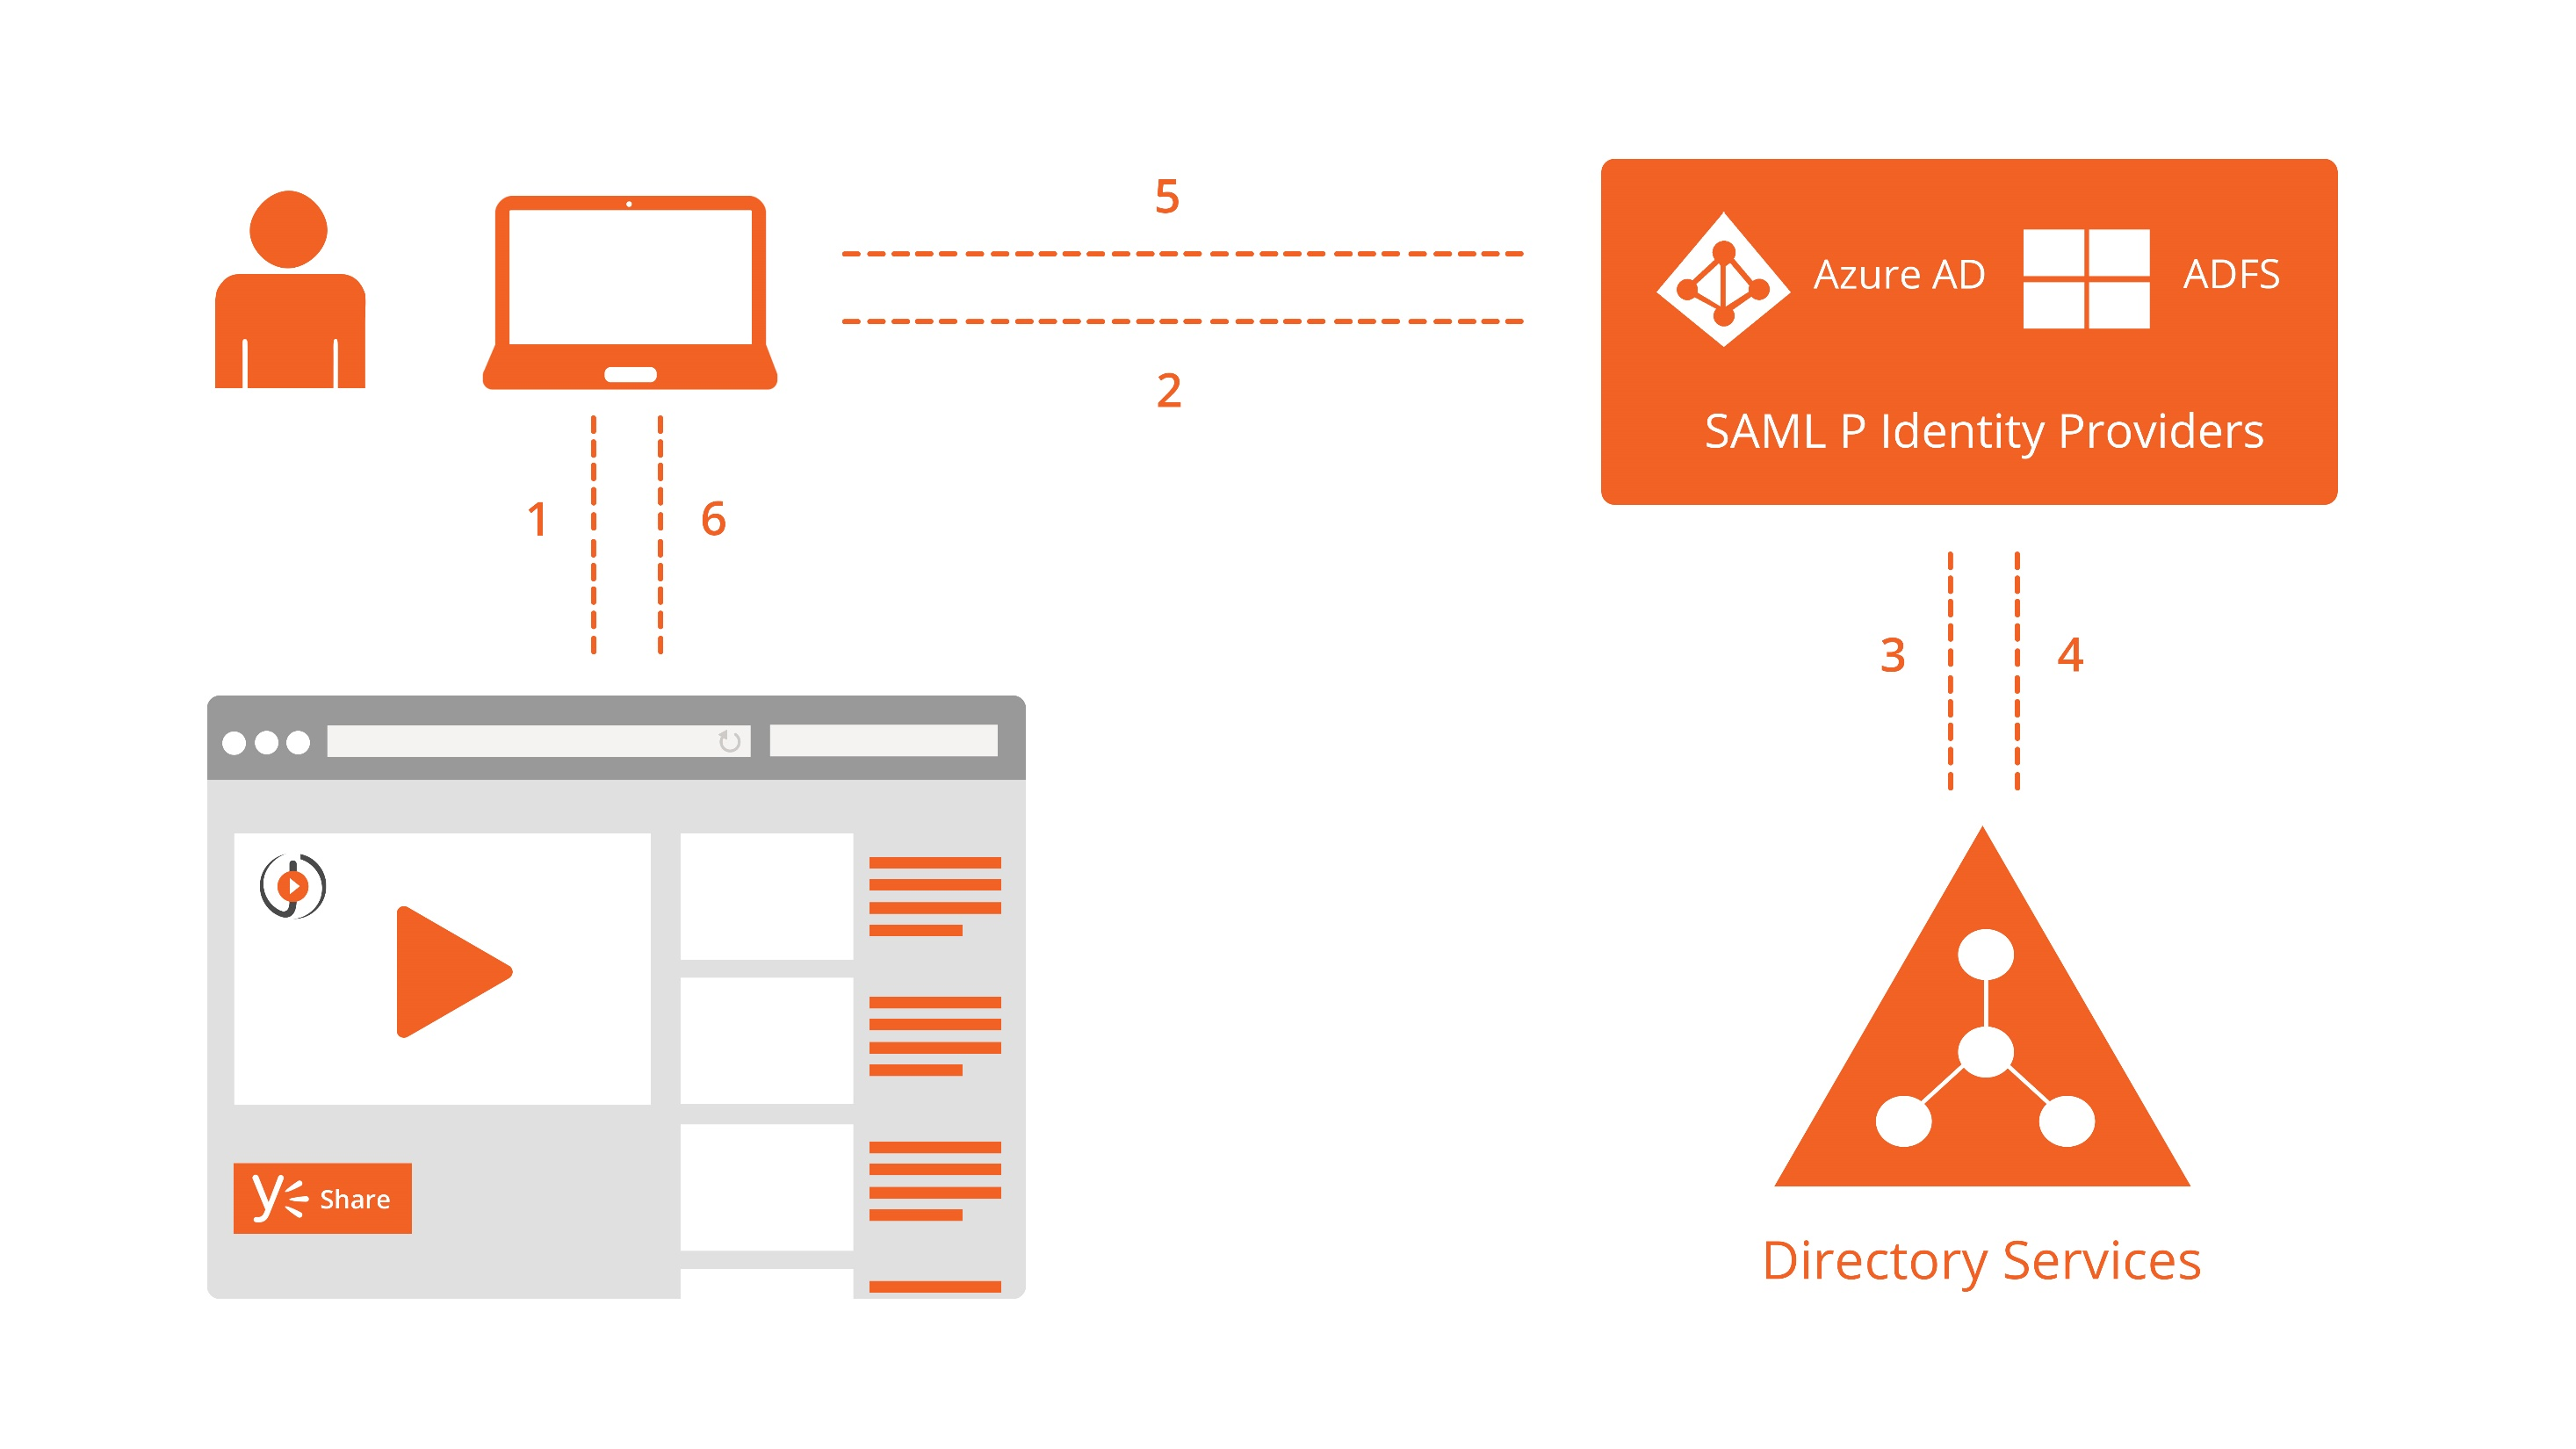 5
Azure AD
ADFS
2
SAML P Identity Providers
1
6
3
4
Share
Directory Services